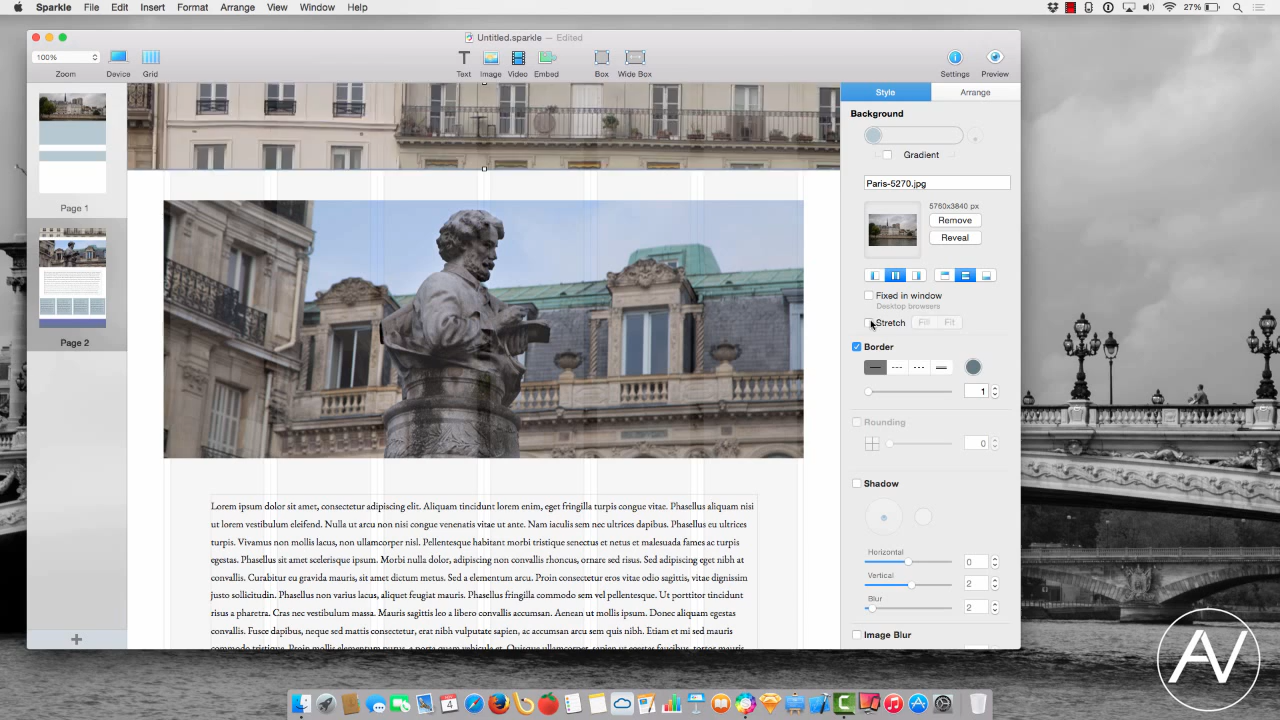 Sparkle File Edit Insert Format Arrange View Window Help 27%
Untitled.sparkle — Edited
100%
Zoom Device Grid Text Image Video Embed Box Wide Box Settings Preview
Page 1
Page 2
Style Arrange
Background
Gradient
Paris-5270.jpg
5760x3840 px
Remove
Reveal
Fixed in window
Desktop browsers
Stretch Fill Fit
Border
1
Rounding
0
Shadow
Horizontal
0
Vertical
2
Blur
2
Image Blur
Lorem ipsum dolor sit amet, consectetur adipiscing elit. Aliquam tincidunt lorem enim, eget fringilla turpis congue vitae. Phasellus aliquam nisi
ut lorem vestibulum eleifend. Nulla ut arcu non nisi congue venenatis vitae ut ante. Nam iaculis sem nec ultrices dapibus. Phasellus eu ultrices
turpis. Vivamus non mollis lacus, non ullamcorper nisl. Pellentesque habitant morbi tristique senectus et netus et malesuada fames ac turpis
egestas. Phasellus sit amet scelerisque ipsum. Morbi nulla dolor, adipiscing non convallis rhoncus, ornare sed risus. Sed adipiscing eget nibh at
convallis. Curabitur eu gravida mauris, sit amet dictum metus. Sed a elementum arcu. Proin consectetur eros vitae odio sagittis, vitae dignissim
justo sollicitudin. Phasellus non varius lacus, aliquet feugiat mauris. Phasellus fringilla commodo sem vel pellentesque. Ut porttitor tincidunt
risus a pharetra. Cras nec vestibulum massa. Mauris sagittis leo a libero convallis accumsan. Aenean ut mollis ipsum. Donec aliquam egestas
convallis. Fusce dapibus, neque sed mattis consectetur, erat nibh vulputate sapien, ac accumsan arcu sem quis nibh. Etiam et mi sed mauris
AV